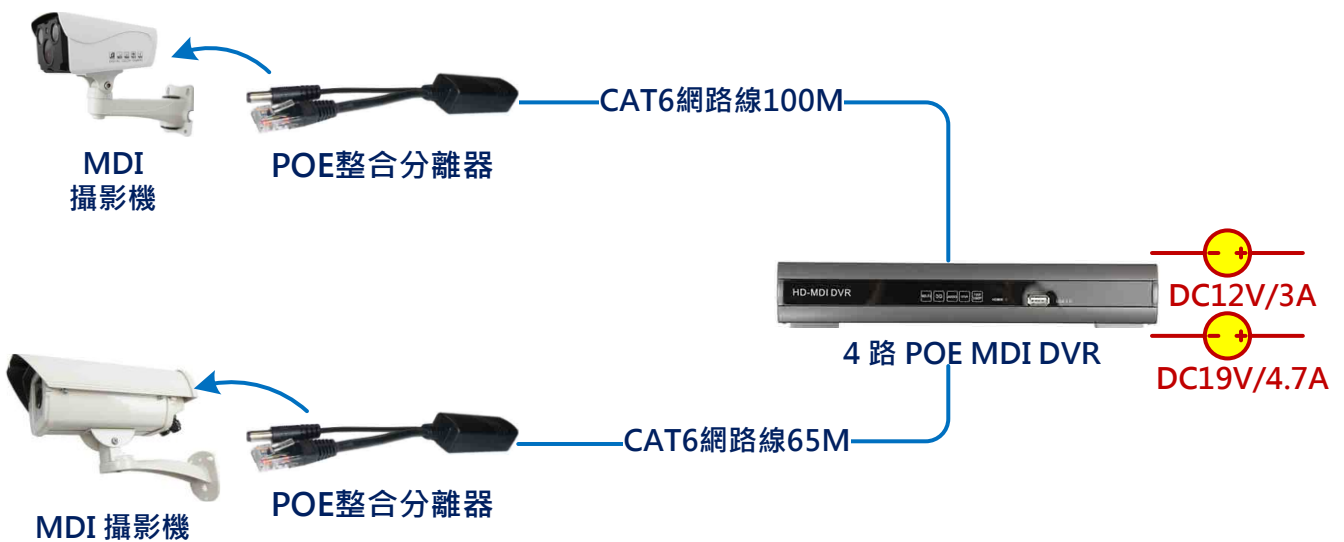 CAT6網路線100M
MDI
攝影機
POE整合分離器
HD-MDI DVR
DC12V/3A
4 路 POE MDI DVR
DC19V/4.7A
CAT6網路線65M
POE整合分離器
MDI 攝影機